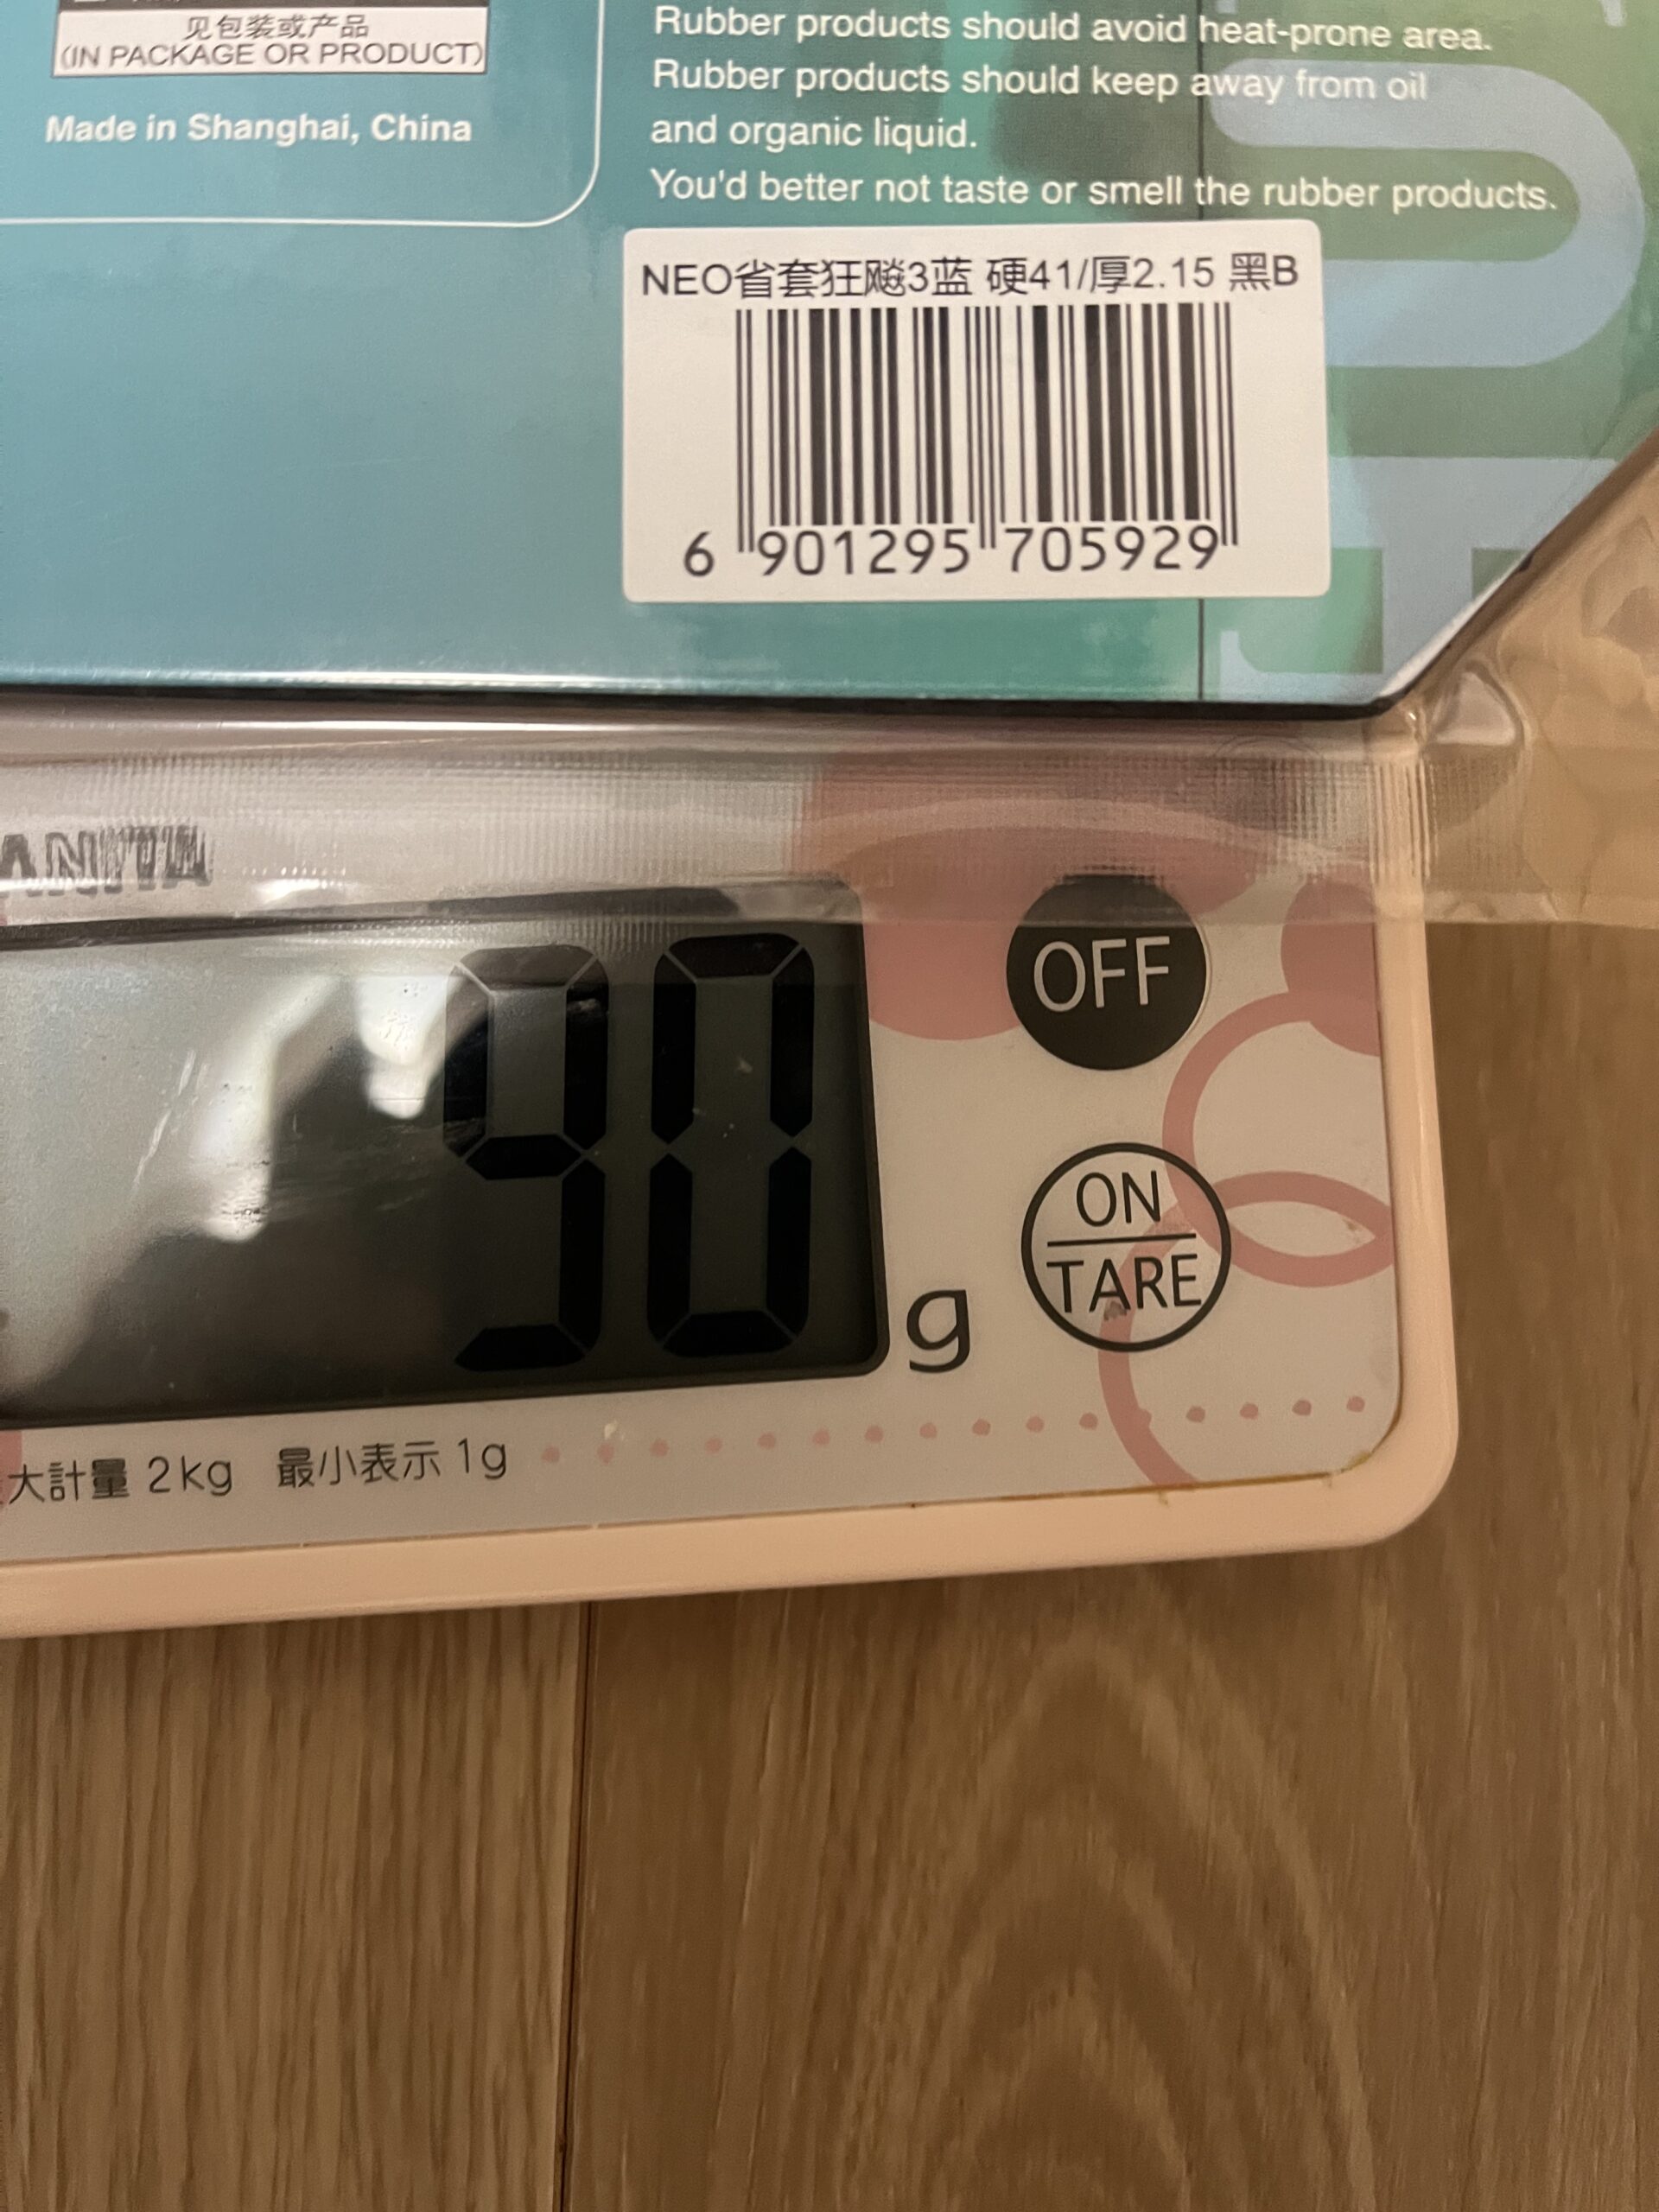 见包装或产品
(IN PACKAGE OR PRODUCT)
Made in Shanghai, China
Rubber products should avoid heat-prone area.
Rubber products should keep away from oil
and organic liquid.
You'd better not taste or smell the rubber products.
NEO省套狂飚3蓝 硬41/厚2.15 黑B
6 901295 705929
ANITA
90
g
OFF
ON
TARE
大計量 2kg 最小表示 1g